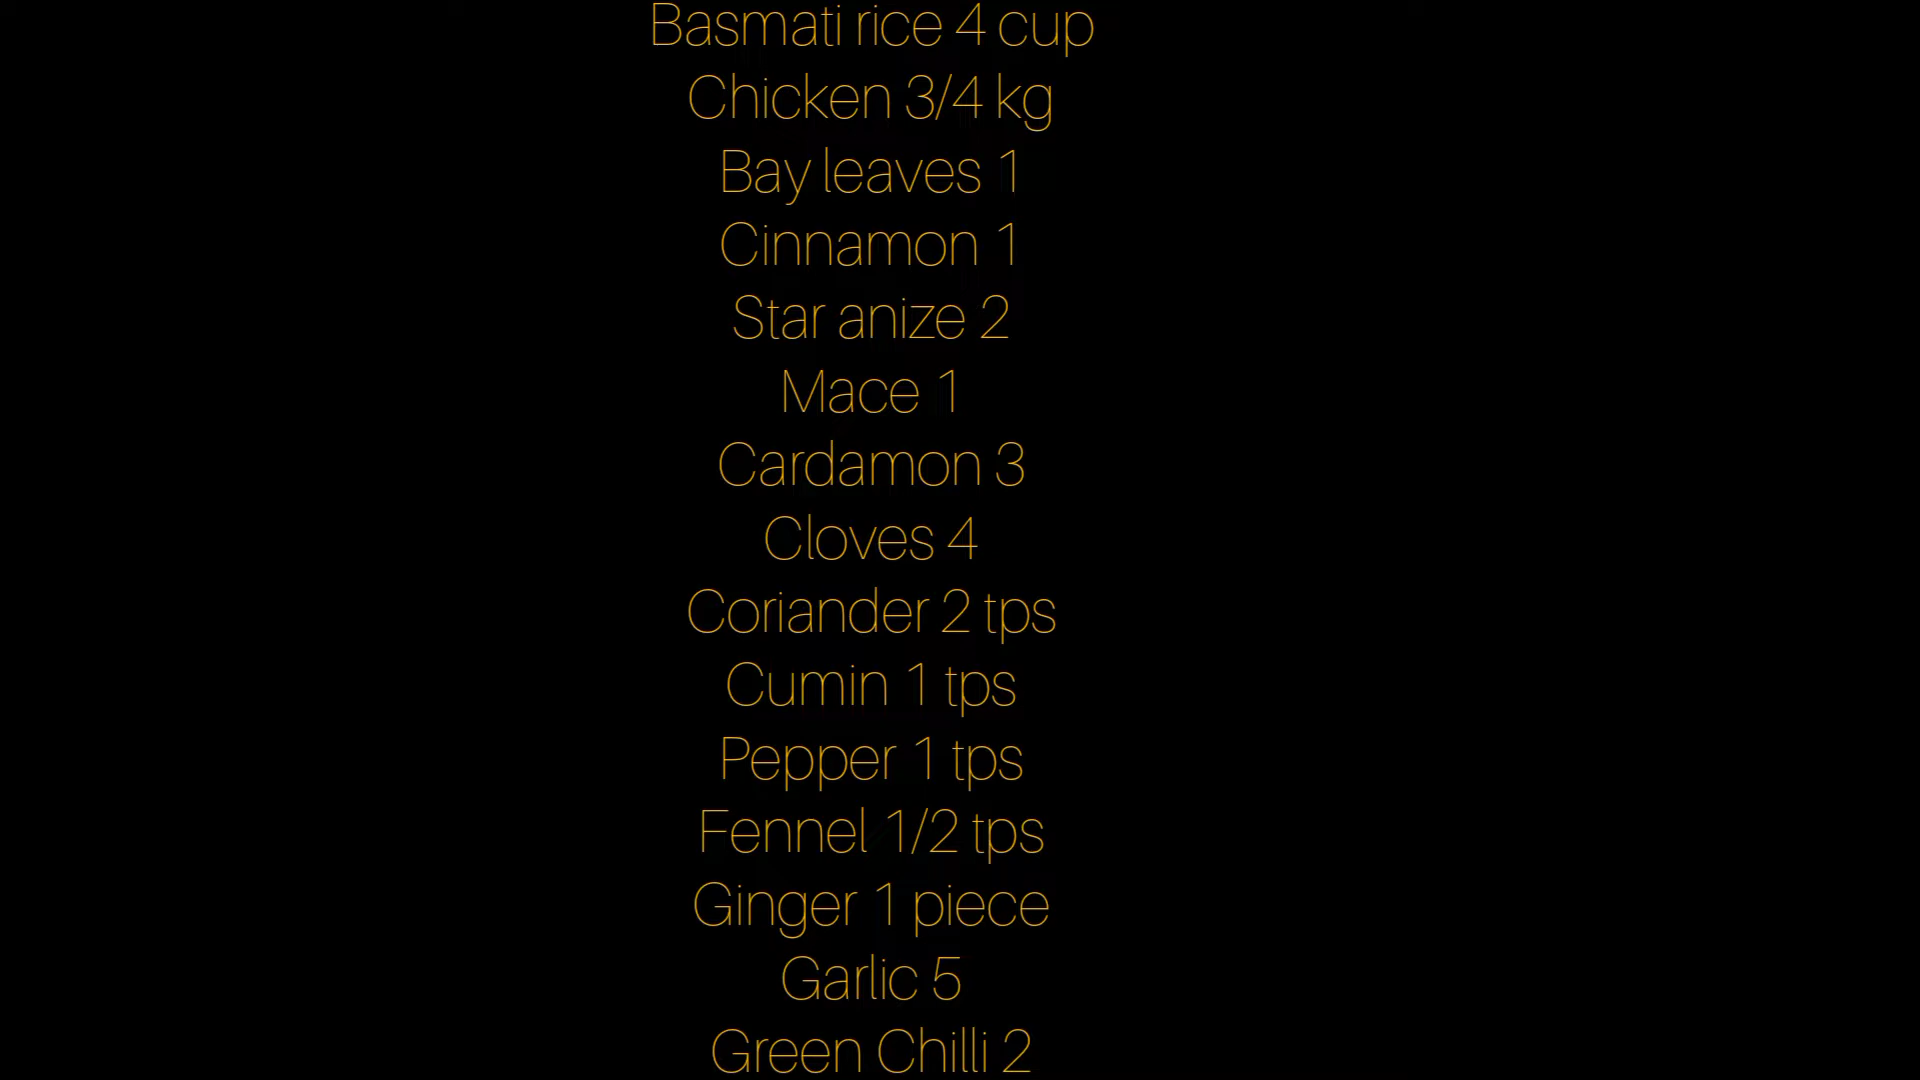 Basmati rice 4 cup
Chicken 3/4 kg
Bay leaves 1
Cinnamon 1
Star anize 2
Mace 1
Cardamon 3
Cloves 4
Coriander 2 tps
Cumin 1 tps
Pepper 1 tps
Fennel 1/2 tps
Ginger 1 piece
Garlic 5
Green Chilli 2